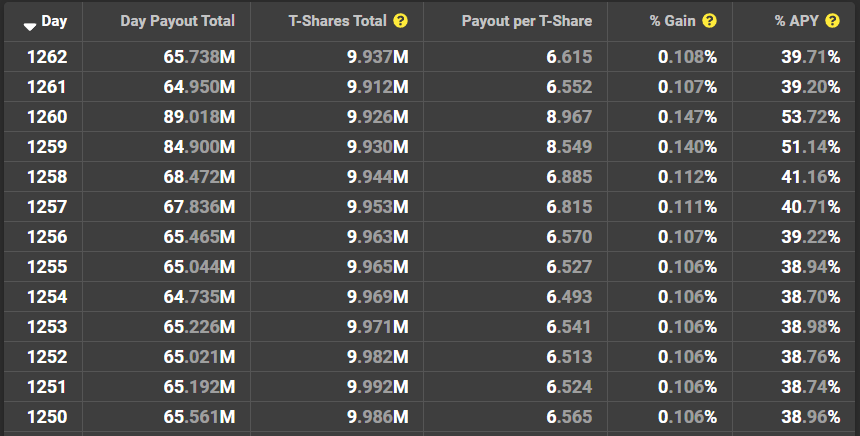 Day Day Payout Total T-Shares Total ? Payout per T-Share % Gain ? % APY ?
1262 65.738M 9.937M 6.615 0.108% 39.71%
1261 64.950M 9.912M 6.552 0.107% 39.20%
1260 89.018M 9.926M 8.967 0.147% 53.72%
1259 84.900M 9.930M 8.549 0.140% 51.14%
1258 68.472M 9.944M 6.885 0.112% 41.16%
1257 67.836M 9.953M 6.815 0.111% 40.71%
1256 65.465M 9.963M 6.570 0.107% 39.22%
1255 65.044M 9.965M 6.527 0.106% 38.94%
1254 64.735M 9.969M 6.493 0.106% 38.70%
1253 65.226M 9.971M 6.541 0.106% 38.98%
1252 65.021M 9.982M 6.513 0.106% 38.76%
1251 65.192M 9.992M 6.524 0.106% 38.74%
1250 65.561M 9.986M 6.565 0.106% 38.96%